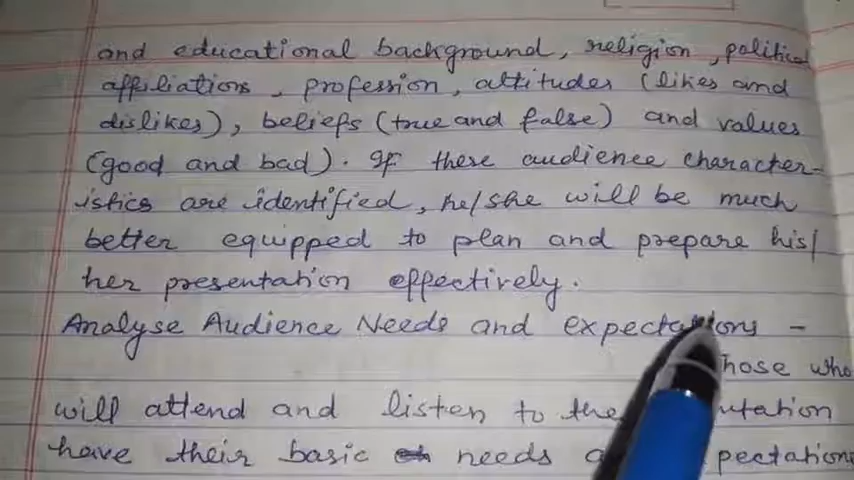 and educational background, religion, political
affiliations, profession, attitudes (likes and
dislikes), beliefs (true and false) and values
(good and bad). If these audience character-
istics are identified, he/she will be much
better equipped to plan and prepare his/
her presentation effectively.
Analyse Audience Needs and expectations -
those who
will attend and listen to the
have their basic needs